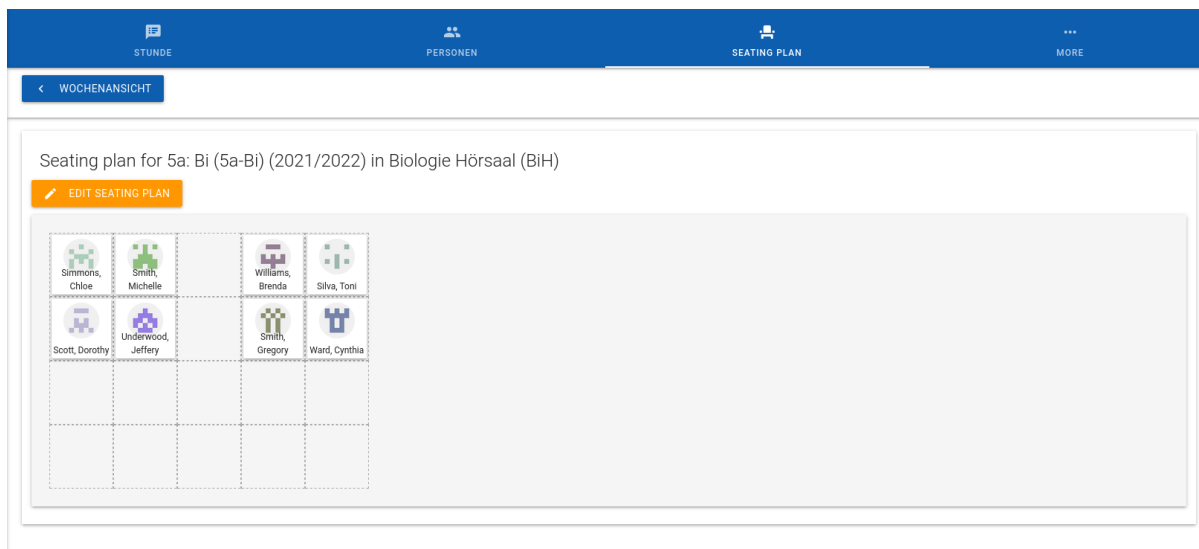 STUNDE
PERSONEN
SEATING PLAN
MORE
WOCHENANSICHT
Seating plan for 5a: Bi (5a-Bi) (2021/2022) in Biologie Hörsaal (BiH)
EDIT SEATING PLAN
Simmons,
Chloe
Smith,
Michelle
Williams,
Brenda
Silva, Toni
Scott, Dorothy
Underwood,
Jeffery
Smith,
Gregory
Ward, Cynthia